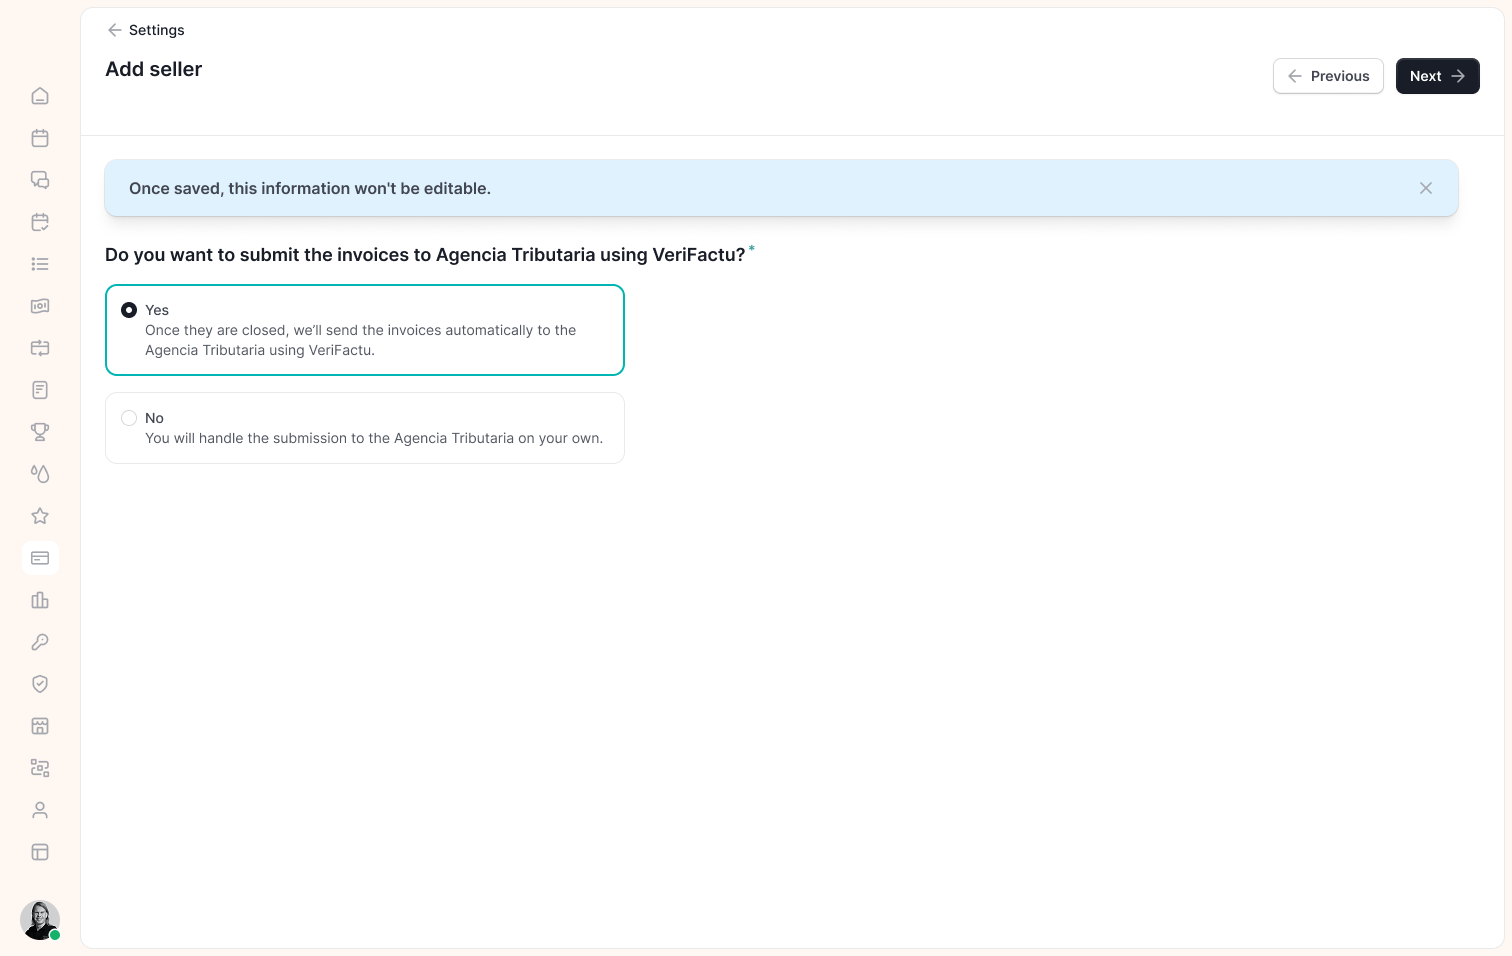 Settings
Add seller
Previous
Next
Once saved, this information won't be editable.
Do you want to submit the invoices to Agencia Tributaria using VeriFactu?*
Yes
Once they are closed, we’ll send the invoices automatically to the
Agencia Tributaria using VeriFactu.
No
You will handle the submission to the Agencia Tributaria on your own.